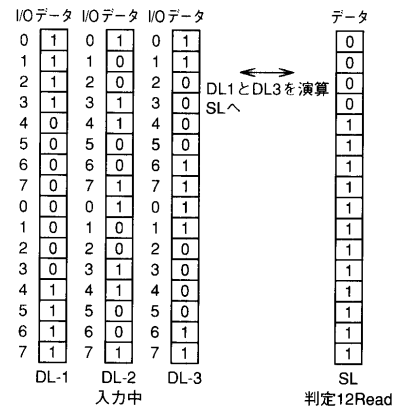 I/O データ I/O データ I/O データ データ
0 1 0 1 0 1 0
1 1 1 0 1 1 0
2 1 2 0 2 0 0
3 1 3 1 3 0 0
DL1とDL3を演算
SLへ
4 0 4 1 4 0 1
5 0 5 0 5 0 1
6 0 6 0 6 1 1
7 0 7 1 7 1 1
0 0 0 1 0 1 1
1 0 1 0 1 0 1
2 0 2 0 2 0 1
3 0 3 1 3 0 1
4 1 4 1 4 0 1
5 1 5 0 5 0 1
6 1 6 0 6 1 1
7 1 7 1 7 1 1
DL-1 DL-2 DL-3 SL
入力中 判定12Read